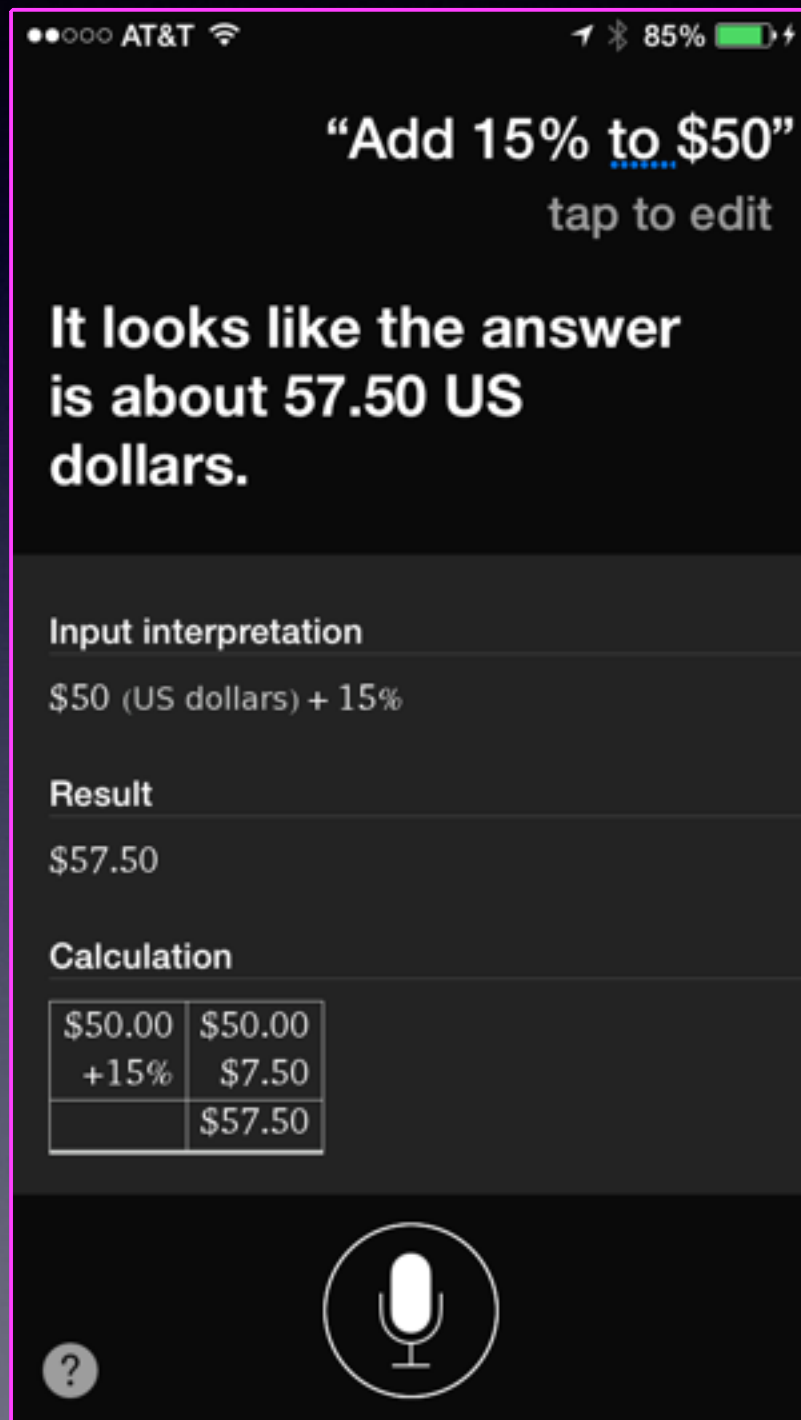 AT&T 85%
“Add 15% to $50”
tap to edit
It looks like the answer
is about 57.50 US
dollars.
Input interpretation
$50 (US dollars) + 15%
Result
$57.50
Calculation
$50.00 $50.00
+15% $7.50
$57.50
?